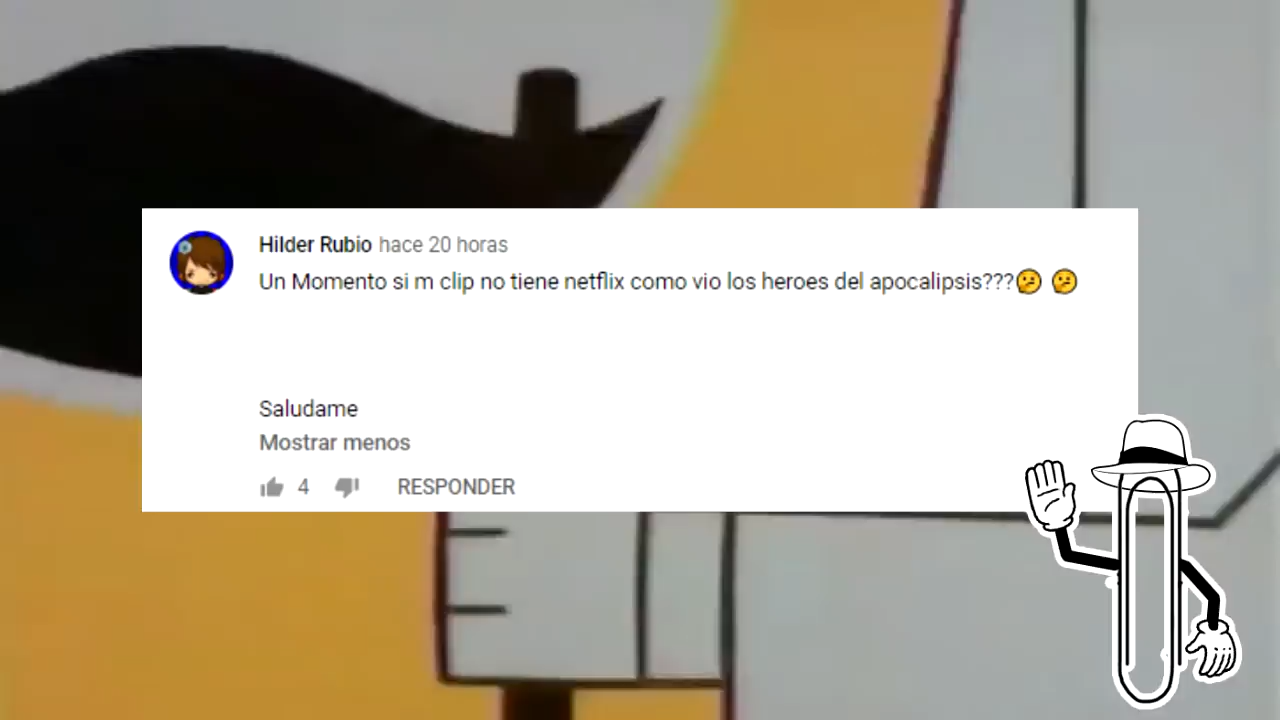 Hilder Rubio hace 20 horas
Un Momento si m clip no tiene netflix como vio los heroes del apocalipsis???🫤 🫤
Saludame
Mostrar menos
4 RESPONDER